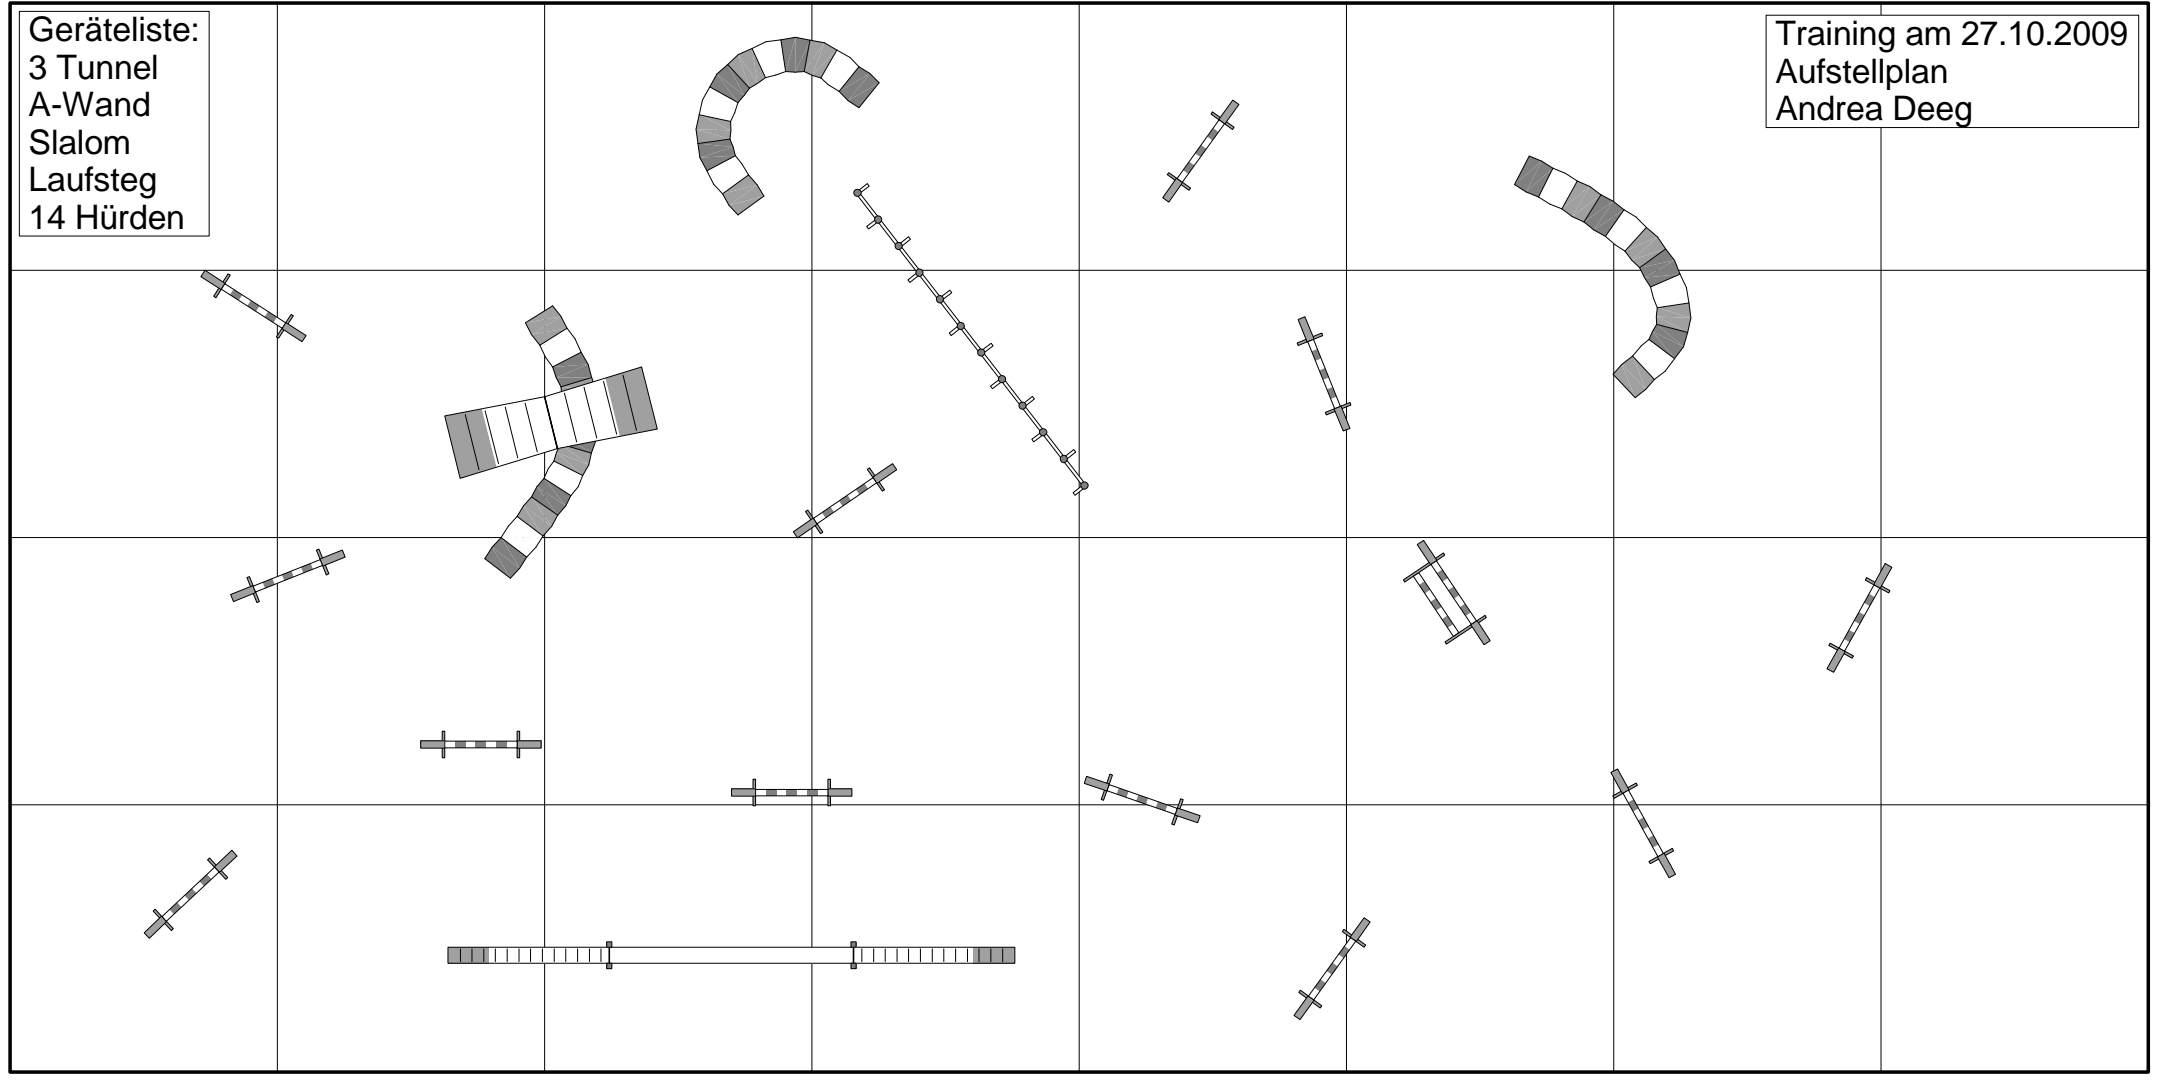 Geräteliste:
3 Tunnel
A-Wand
Slalom
Laufsteg
14 Hürden
Training am 27.10.2009
Aufstellplan
Andrea Deeg